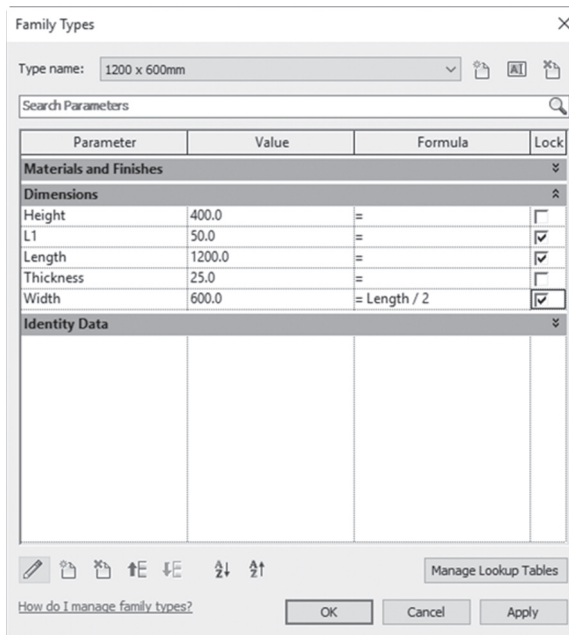 Family Types
Type name: 1200 x 600mm
Search Parameters
Parameter Value Formula Lock
Materials and Finishes
Dimensions
Height 400.0 =
L1 50.0 =
Length 1200.0 =
Thickness 25.0 =
Width 600.0 = Length / 2
Identity Data
Manage Lookup Tables
How do I manage family types?
OK Cancel Apply